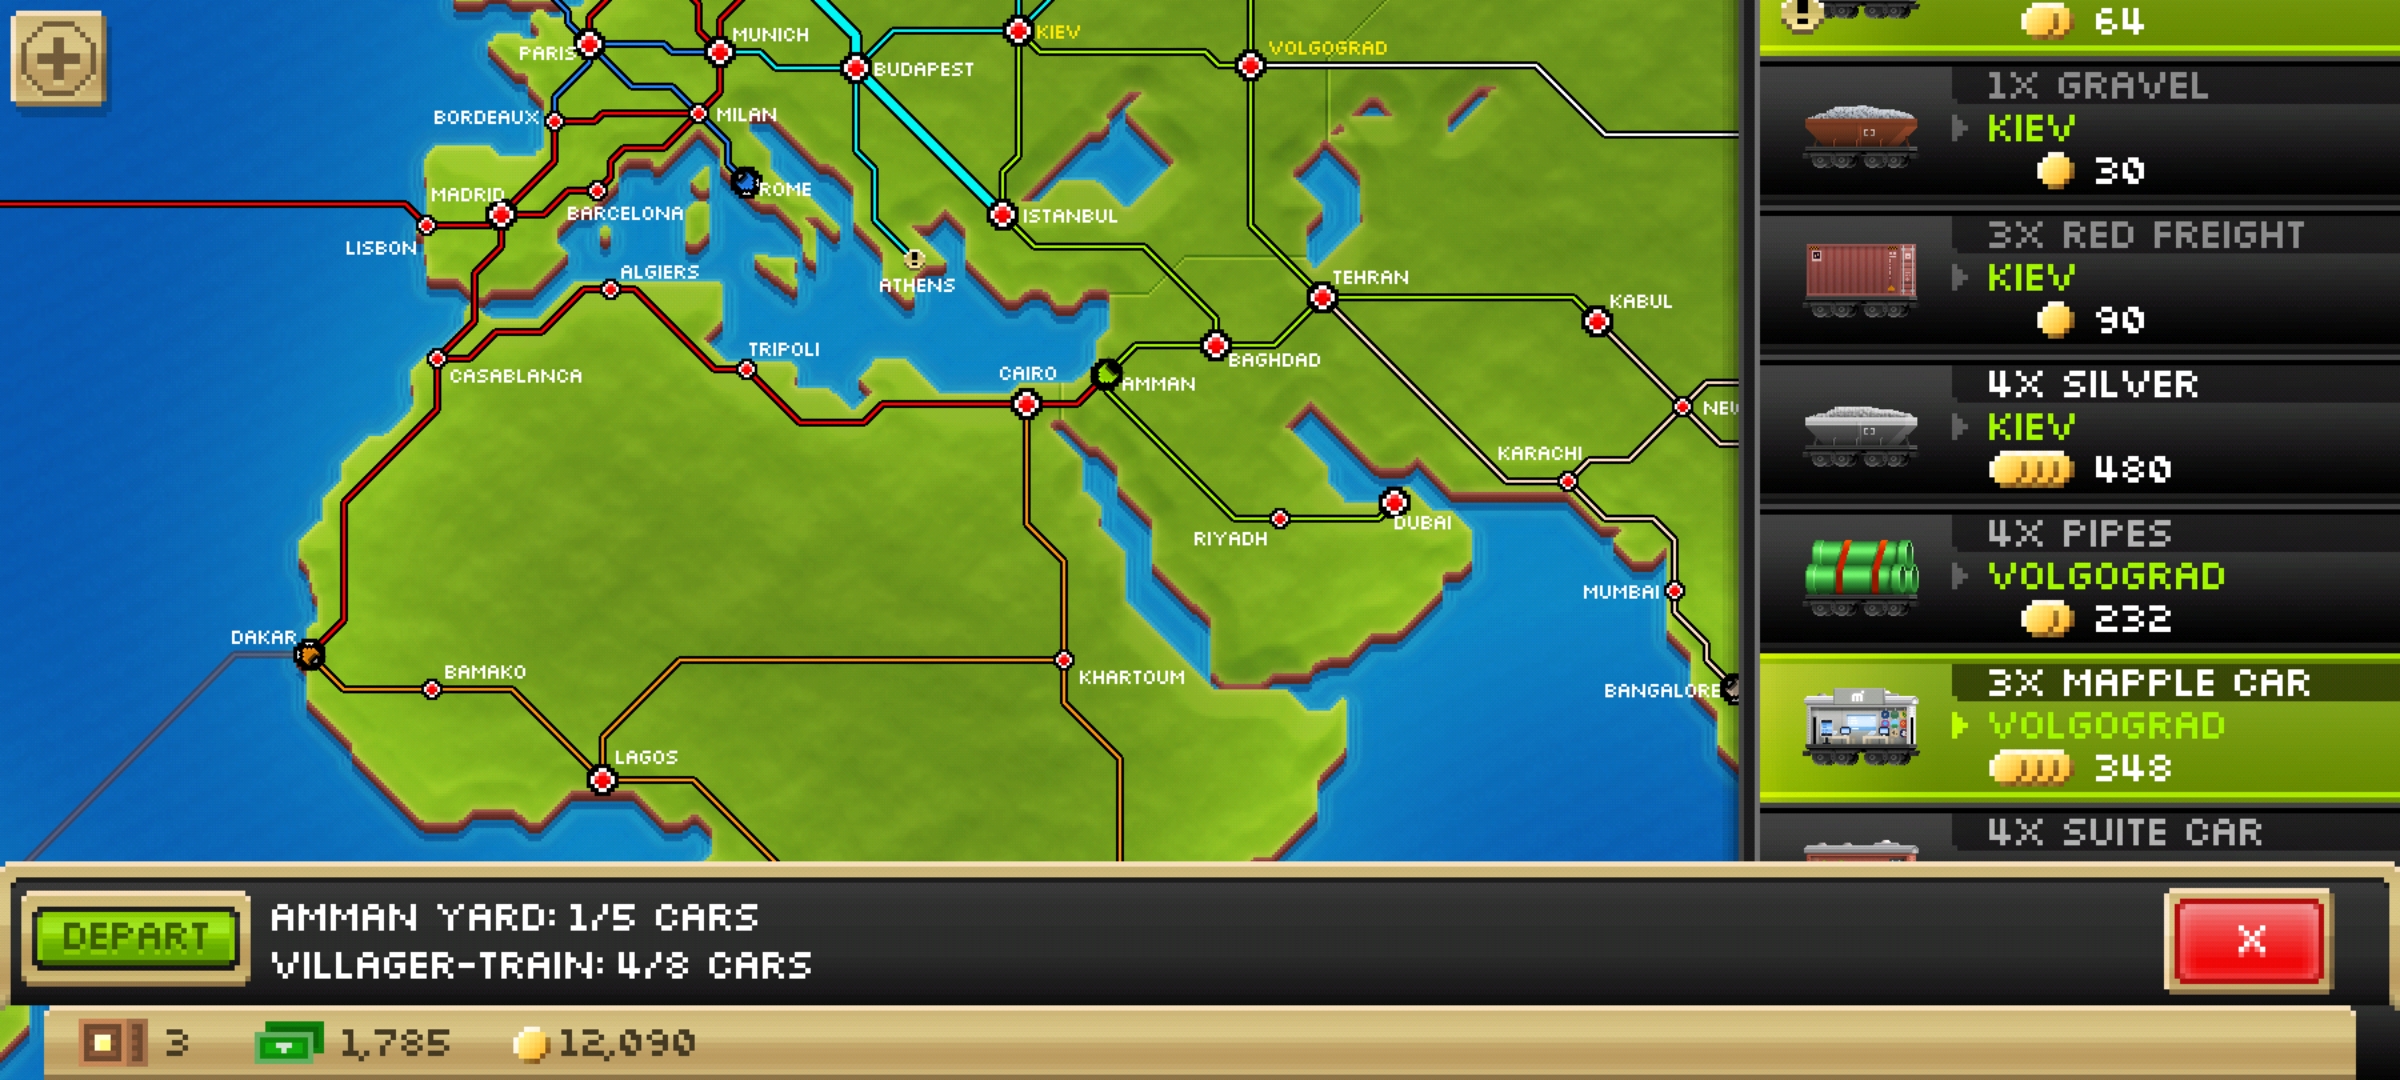 PARIS
MUNICH
KIEV
VOLGOGRAD
BUDAPEST
BORDEAUX
MILAN
MADRID
ROME
BARCELONA
ISTANBUL
LISBON
ALGIERS
ATHENS
TEHRAN
KABUL
TRIPOLI
CASABLANCA
CAIRO
BAGHDAD
AMMAN
KARACHI
RIYADH
DUBAI
MUMBAI
DAKAR
BAMAKO
KHARTOUM
BANGALORE
LAGOS
64
1X GRAVEL
KIEV
30
3X RED FREIGHT
KIEV
90
4X SILVER
KIEV
480
4X PIPES
VOLGOGRAD
232
3X MAPPLE CAR
VOLGOGRAD
348
4X SUITE CAR
DEPART
AMMAN YARD: 1/5 CARS
VILLAGER-TRAIN: 4/8 CARS
X
3
1,785
12,090